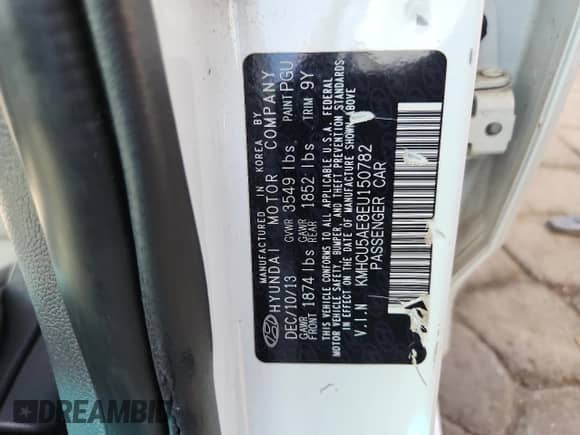 MANUFACTURED IN KOREA BY
HYUNDAI MOTOR COMPANY
DEC/10/13 GVWR 3549 lbs PAINT PGU
GAWR FRONT 1874 lbs GAWR REAR 1852 lbs TRIM 9Y
THIS VEHICLE CONFORMS TO ALL APPLICABLE U.S.A. FEDERAL
MOTOR VEHICLE SAFETY, BUMPER, AND THEFT PREVENTION STANDARDS
IN EFFECT ON THE DATE OF MANUFACTURE SHOWN ABOVE
V.I.N KMHCU5AE8EU150782
PASSENGER CAR
DREAMBID